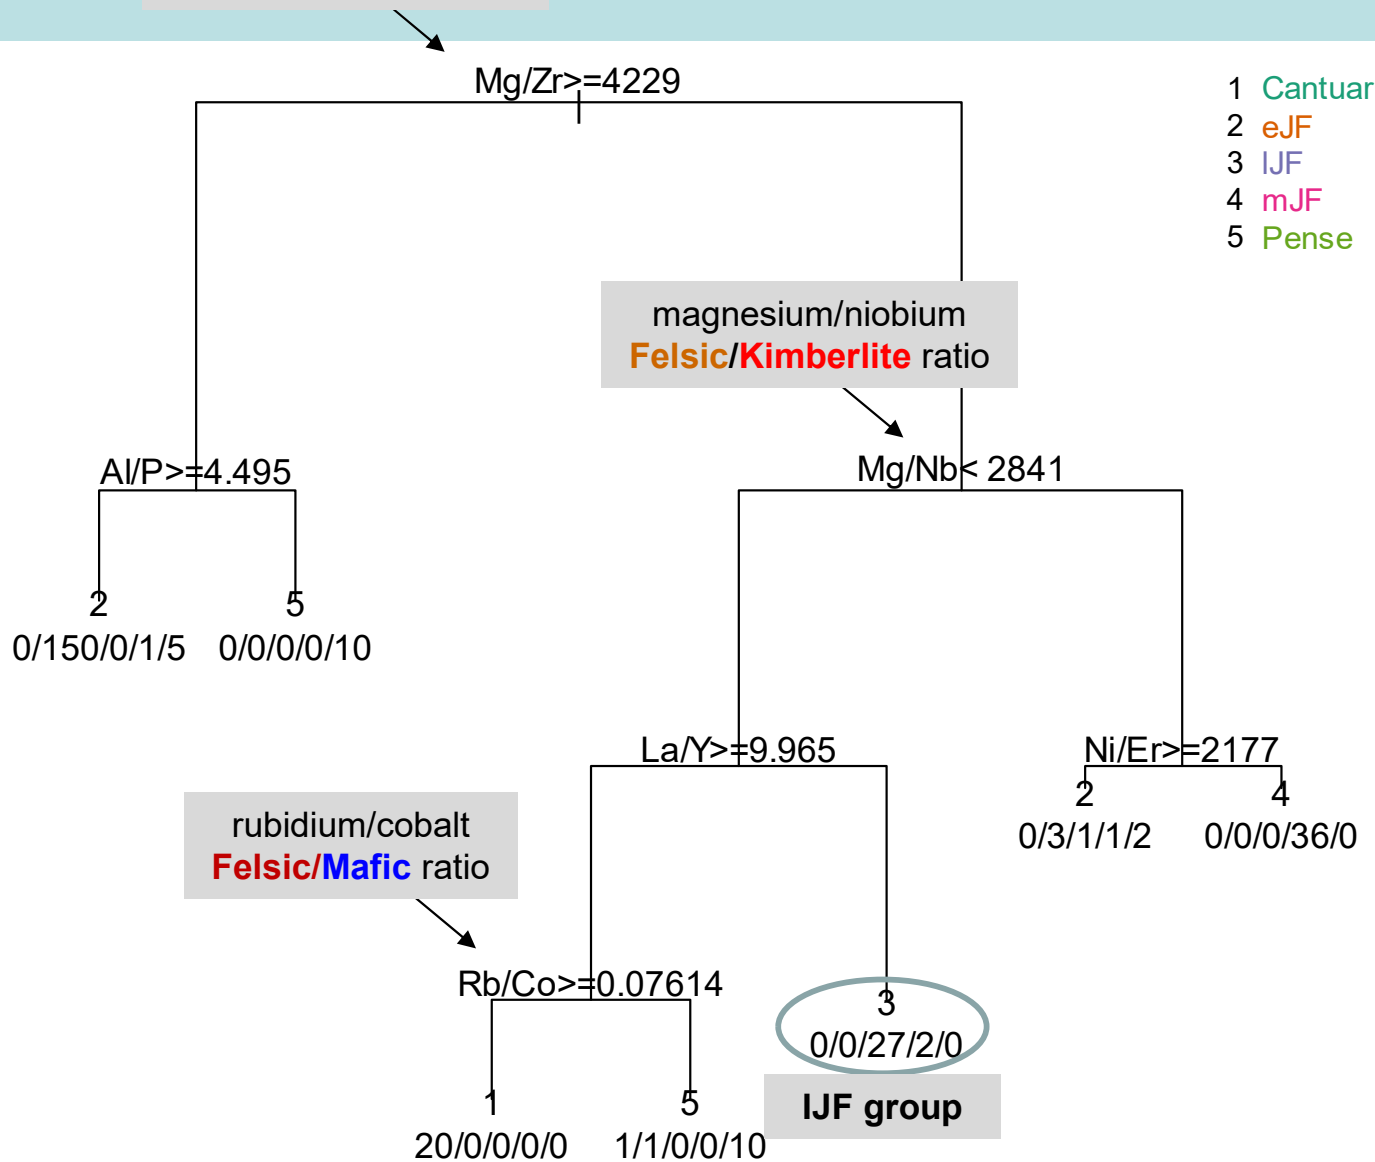 Mg/Zr>=4229
1 Cantuar
2 eJF
3 lJF
4 mJF
5 Pense
magnesium/niobium
Felsic/Kimberlite ratio
Al/P>=4.495
Mg/Nb< 2841
2
0/150/0/1/5
5
0/0/0/0/10
La/Y>=9.965
Ni/Er>=2177
2
0/3/1/1/2
4
0/0/0/36/0
rubidium/cobalt
Felsic/Mafic ratio
Rb/Co>=0.07614
3
0/0/27/2/0
lJF group
1
20/0/0/0/0
5
1/1/0/0/10